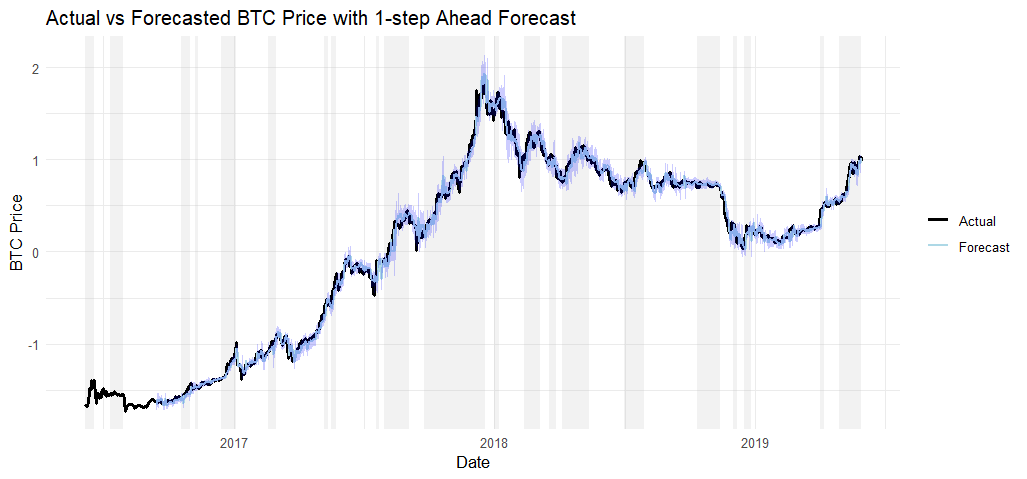 Actual vs Forecasted BTC Price with 1-step Ahead Forecast
BTC Price
2
1
0
-1
2017
2018
2019
Date
Actual
Forecast